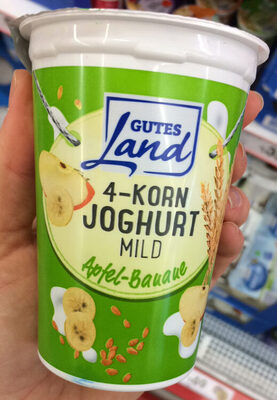 GUTES
Land
4-KORN
JOGHURT
MILD
Apfel-Banane